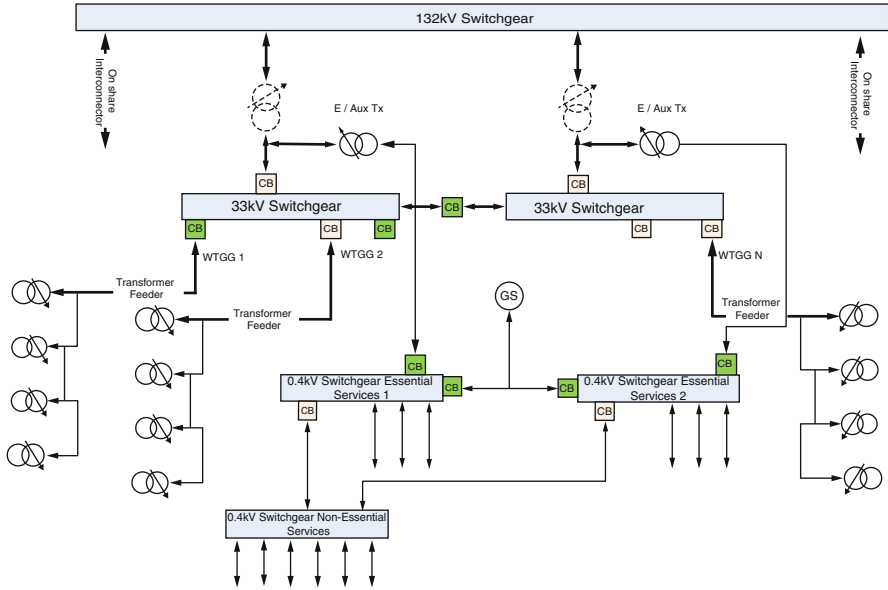 132kV Switchgear
On share
Interconnector
On share
Interconnector
E / Aux Tx
E / Aux Tx
CB
CB
33kV Switchgear
CB
33kV Switchgear
CB
CB
CB
CB
CB
WTGG 1
WTGG 2
WTGG N
Transformer
Feeder
GS
Transformer
Feeder
Transformer
Feeder
CB
CB
0.4kV Switchgear Essential
Services 1
CB
CB
0.4kV Switchgear Essential
Services 2
CB
CB
0.4kV Switchgear Non-Essential
Services